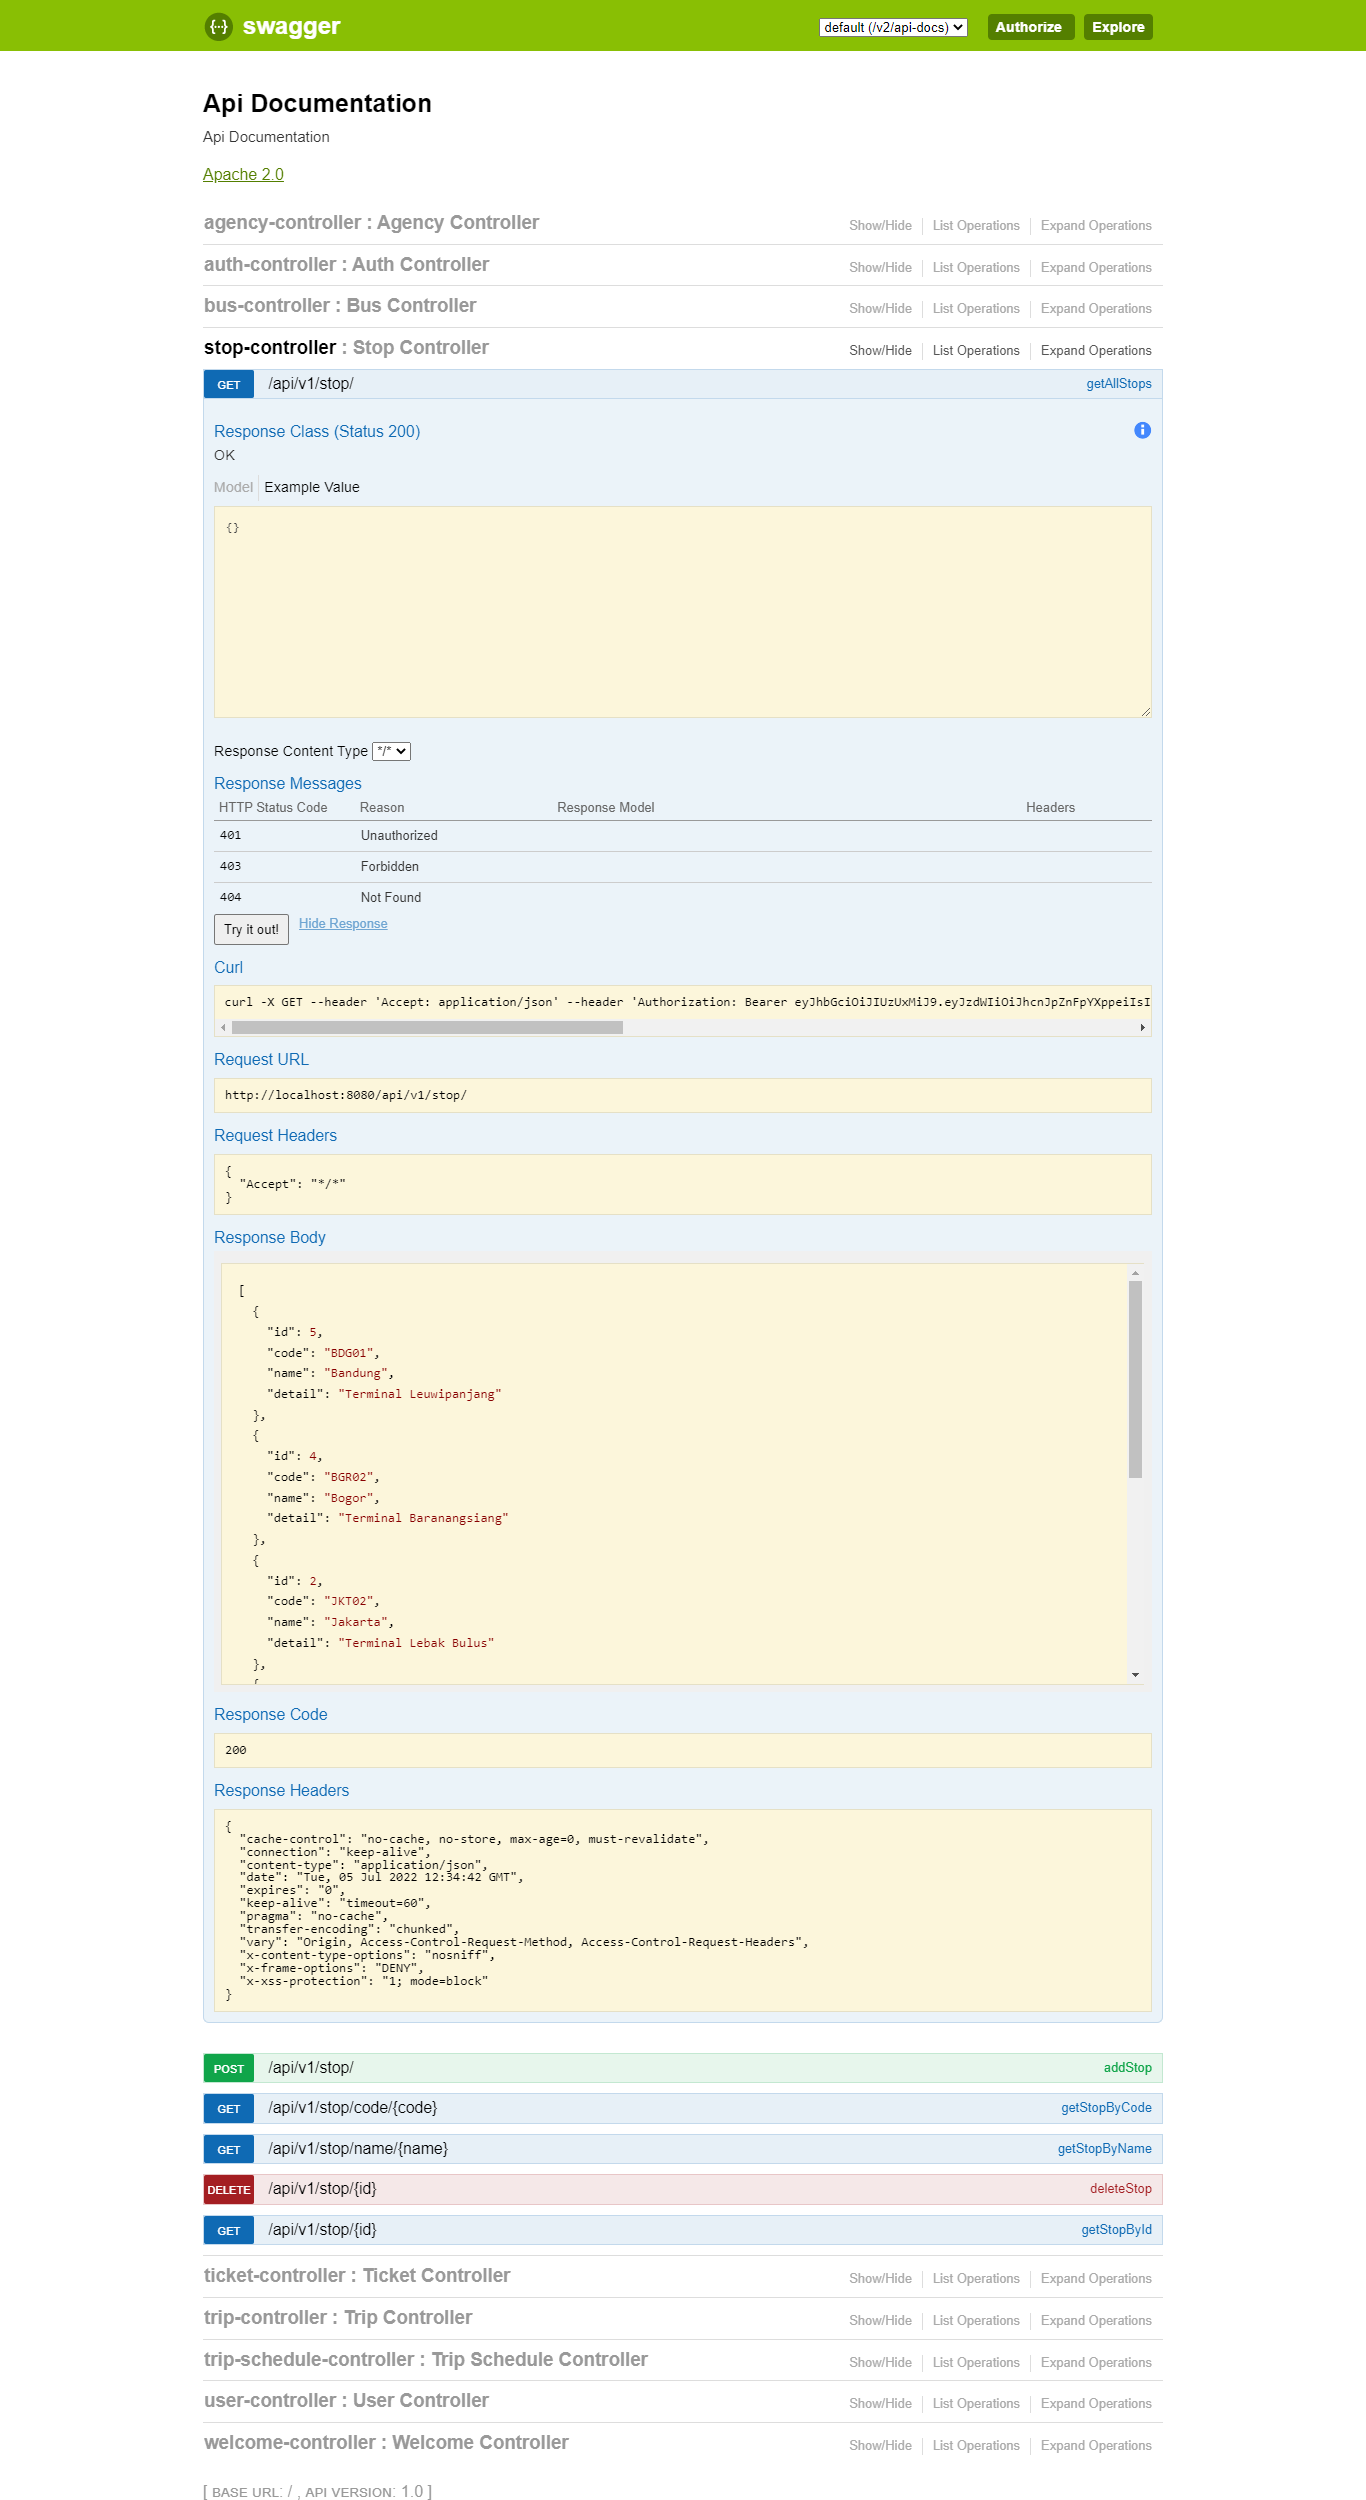 swagger
default (/v2/api-docs)
Authorize
Explore
Api Documentation
Api Documentation
Apache 2.0
agency-controller : Agency Controller
Show/Hide
List Operations
Expand Operations
auth-controller : Auth Controller
Show/Hide
List Operations
Expand Operations
bus-controller : Bus Controller
Show/Hide
List Operations
Expand Operations
stop-controller : Stop Controller
Show/Hide
List Operations
Expand Operations
GET /api/v1/stop/ getAllStops
Response Class (Status 200)
OK
Model Example Value
{}
Response Content Type */*
Response Messages
HTTP Status Code Reason Response Model Headers
401 Unauthorized
403 Forbidden
404 Not Found
Try it out! Hide Response
Curl
curl -X GET --header 'Accept: application/json' --header 'Authorization: Bearer eyJhbGciOiJIUzUxMiJ9.eyJzdWIiOiJhcnJpZnFpYXppeiIsI
Request URL
http://localhost:8080/api/v1/stop/
Request Headers
{
"Accept": "*/*"
}
Response Body
[
{
"id": 5,
"code": "BDG01",
"name": "Bandung",
"detail": "Terminal Leuwipanjang"
},
{
"id": 4,
"code": "BGR02",
"name": "Bogor",
"detail": "Terminal Baranangsiang"
},
{
"id": 2,
"code": "JKT02",
"name": "Jakarta",
"detail": "Terminal Lebak Bulus"
},
{
Response Code
200
Response Headers
{
"cache-control": "no-cache, no-store, max-age=0, must-revalidate",
"connection": "keep-alive",
"content-type": "application/json",
"date": "Tue, 05 Jul 2022 12:34:42 GMT",
"expires": "0",
"keep-alive": "timeout=60",
"pragma": "no-cache",
"transfer-encoding": "chunked",
"vary": "Origin, Access-Control-Request-Method, Access-Control-Request-Headers",
"x-content-type-options": "nosniff",
"x-frame-options": "DENY",
"x-xss-protection": "1; mode=block"
}
POST /api/v1/stop/ addStop
GET /api/v1/stop/code/{code} getStopByCode
GET /api/v1/stop/name/{name} getStopByName
DELETE /api/v1/stop/{id} deleteStop
GET /api/v1/stop/{id} getStopById
ticket-controller : Ticket Controller
Show/Hide
List Operations
Expand Operations
trip-controller : Trip Controller
Show/Hide
List Operations
Expand Operations
trip-schedule-controller : Trip Schedule Controller
Show/Hide
List Operations
Expand Operations
user-controller : User Controller
Show/Hide
List Operations
Expand Operations
welcome-controller : Welcome Controller
Show/Hide
List Operations
Expand Operations
[ BASE URL: / , API VERSION: 1.0 ]